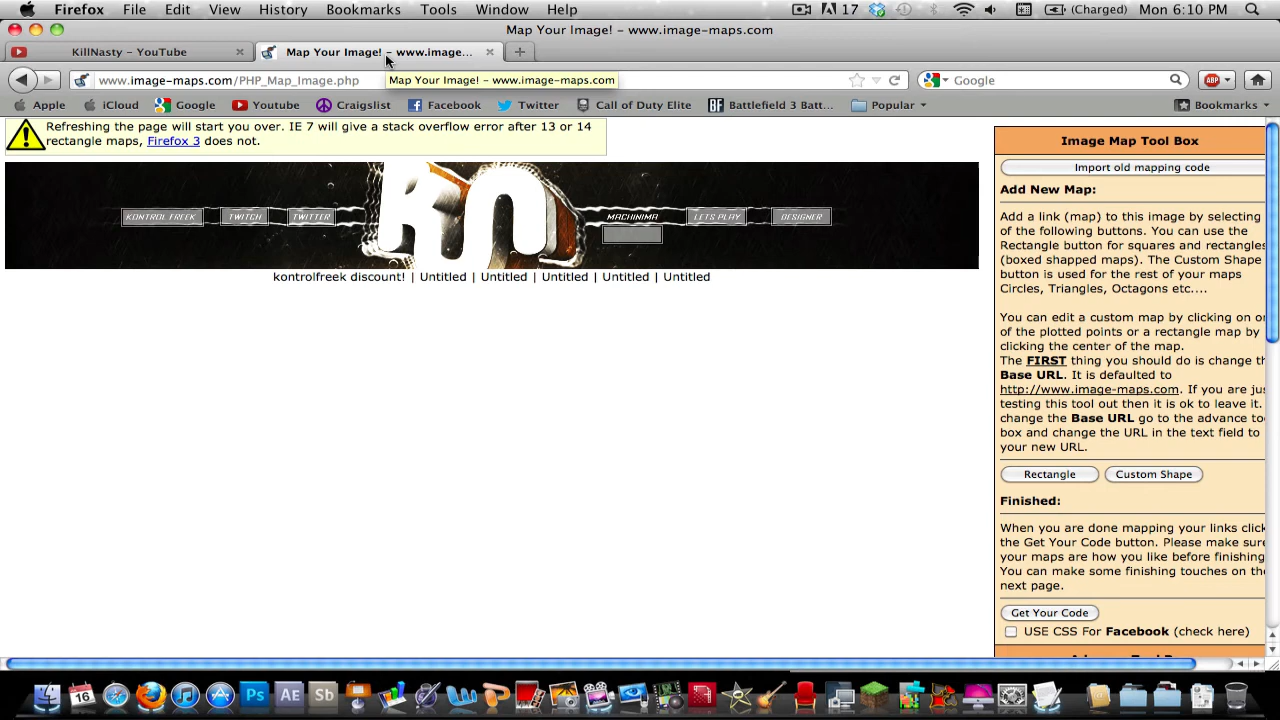 Firefox File Edit View History Bookmarks Tools Window Help 17 (Charged) Mon 6:10 PM
Map Your Image! - www.image-maps.com
KillNasty - YouTube
Map Your Image! - www.image...
www.image-maps.com/PHP_Map_Image.php
Map Your Image! - www.image-maps.com
Google
ABP
Apple iCloud Google Youtube Craigslist Facebook Twitter Call of Duty Elite Battlefield 3 Batt... Popular Bookmarks
Refreshing the page will start you over. IE 7 will give a stack overflow error after 13 or 14
rectangle maps, Firefox 3 does not.
KONTROL FREEK TWITCH TWITTER KN MACHINIMA LETS PLAY DESIGNER
kontrolfreek discount! | Untitled | Untitled | Untitled | Untitled | Untitled
Image Map Tool Box
Import old mapping code
Add New Map:
Add a link (map) to this image by selecting
of the following buttons. You can use the
Rectangle button for squares and rectangles
(boxed shapped maps). The Custom Shape
button is used for the rest of your maps
Circles, Triangles, Octagons etc....
You can edit a custom map by clicking on on
of the plotted points or a rectangle map by
clicking the center of the map.
The FIRST thing you should do is change th
Base URL. It is defaulted to
http://www.image-maps.com. If you are jus
testing this tool out then it is ok to leave it.
change the Base URL go to the advance to
box and change the URL in the text field to
your new URL.
Rectangle Custom Shape
Finished:
When you are done mapping your links click
the Get Your Code button. Please make sure
your maps are how you like before finishing
You can make some finishing touches on the
next page.
Get Your Code
USE CSS For Facebook (check here)
16 Ps Ae Sb